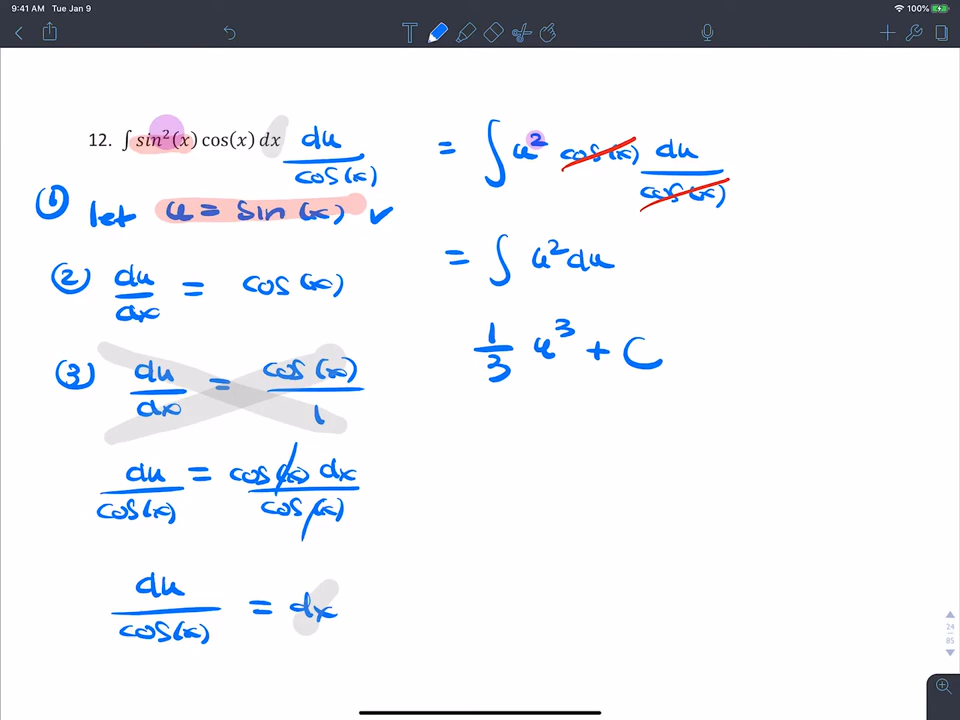 9:41 AM Tue Jan 9
100%
T
12. ∫ sin²(x) cos(x) dx du/cos(x)
① let u = sin(x) ✓
② du/dx = cos(x)
③ du/dx = cos(x)/1
du/cos(x) = cos(x) dx/cos(x)
du/cos(x) = dx
= ∫ u² cos(x) du/cos(x)
= ∫ u² du
1/3 u³ + C
24
85